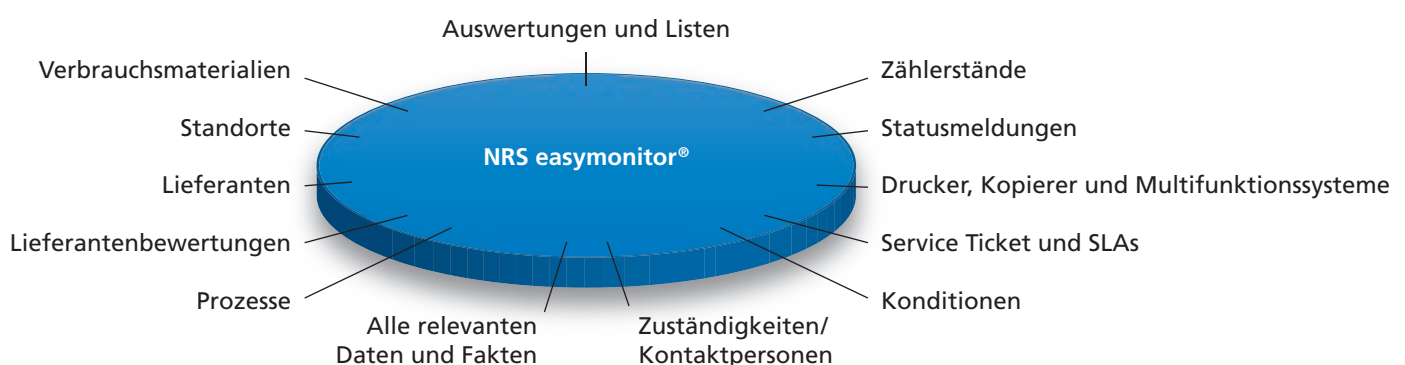 Auswertungen und Listen
Verbrauchsmaterialien
Zählerstände
Standorte
Statusmeldungen
NRS easymonitor®
Lieferanten
Drucker, Kopierer und Multifunktionssysteme
Lieferantenbewertungen
Service Ticket und SLAs
Prozesse
Konditionen
Alle relevanten
Daten und Fakten
Zuständigkeiten/
Kontaktpersonen